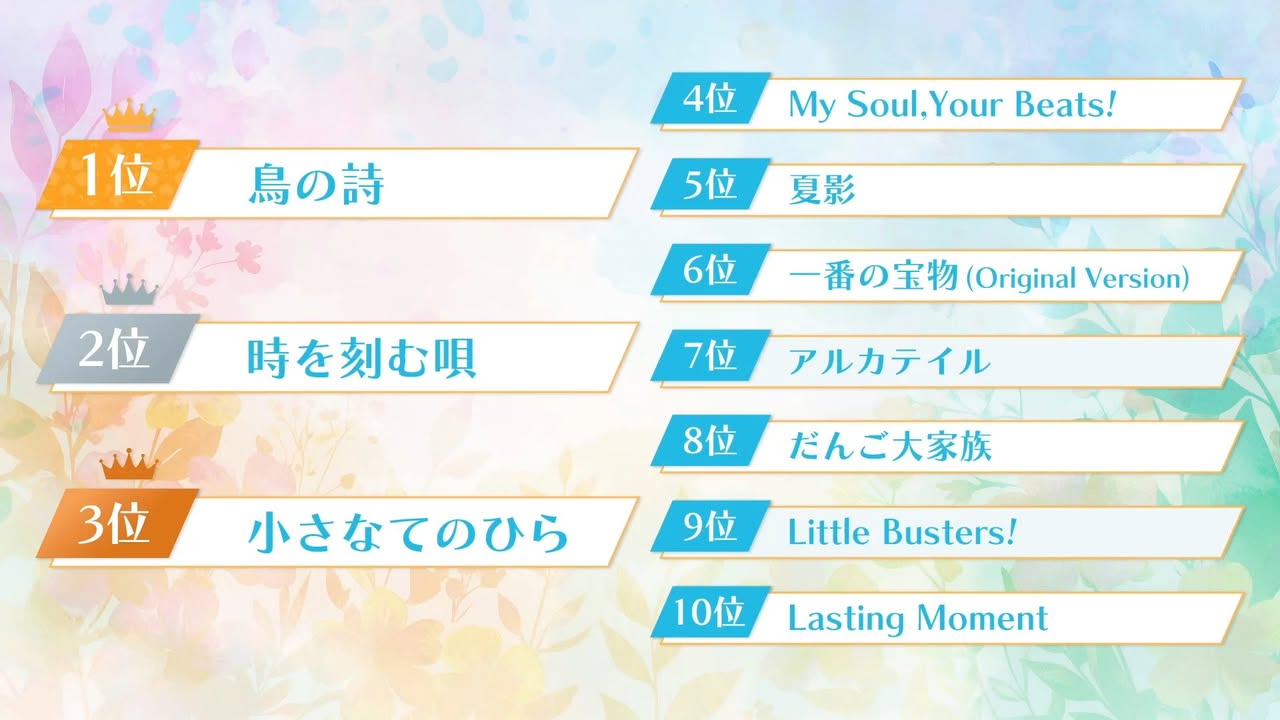 1位 鳥の詩
2位 時を刻む唄
3位 小さなてのひら
4位 My Soul,Your Beats!
5位 夏影
6位 一番の宝物 (Original Version)
7位 アルカテイル
8位 だんご大家族
9位 Little Busters!
10位 Lasting Moment